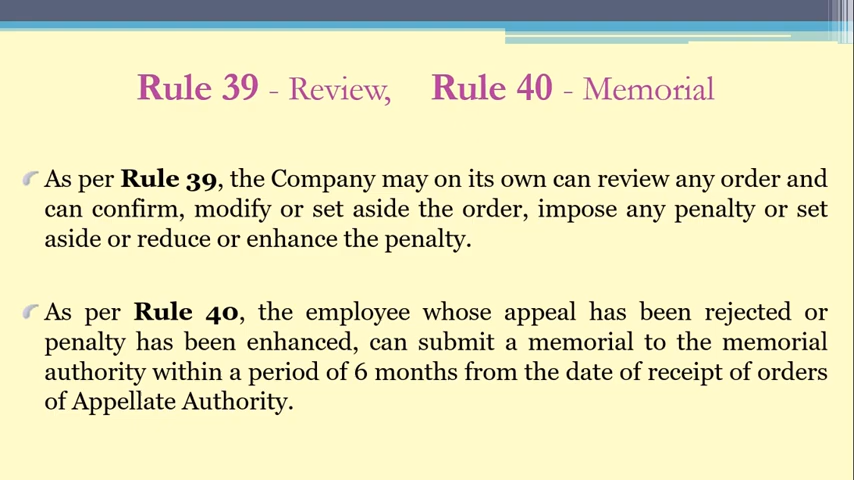 Rule 39 - Review, Rule 40 - Memorial
As per Rule 39, the Company may on its own can review any order and
can confirm, modify or set aside the order, impose any penalty or set
aside or reduce or enhance the penalty.
As per Rule 40, the employee whose appeal has been rejected or
penalty has been enhanced, can submit a memorial to the memorial
authority within a period of 6 months from the date of receipt of orders
of Appellate Authority.